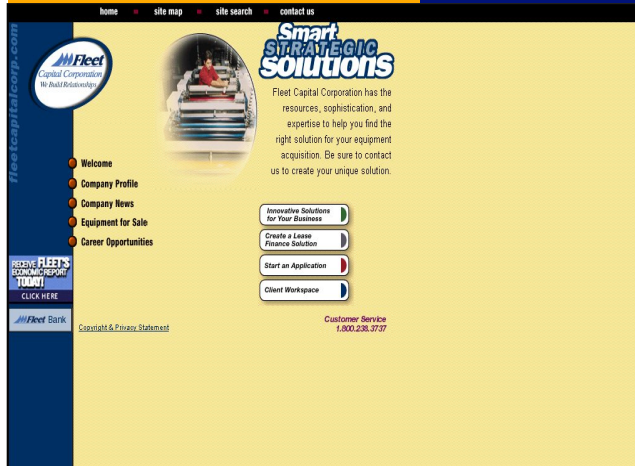 home
site map
site search
contact us
fleetcapitalcorp.com
Fleet
Capital Corporation
We Build Relationships
Smart
STRATEGIC
Solutions
Fleet Capital Corporation has the
resources, sophistication, and
expertise to help you find the
right solution for your equipment
acquisition. Be sure to contact
us to create your unique solution.
Welcome
Company Profile
Company News
Equipment for Sale
Career Opportunities
Innovative Solutions
for Your Business
Create a Lease
Finance Solution
Start an Application
Client Workspace
RECEIVE FLEET'S
ECONOMIC REPORT
TODAY!
CLICK HERE
Fleet Bank
Copyright & Privacy Statement
Customer Service
1.800.238.3737